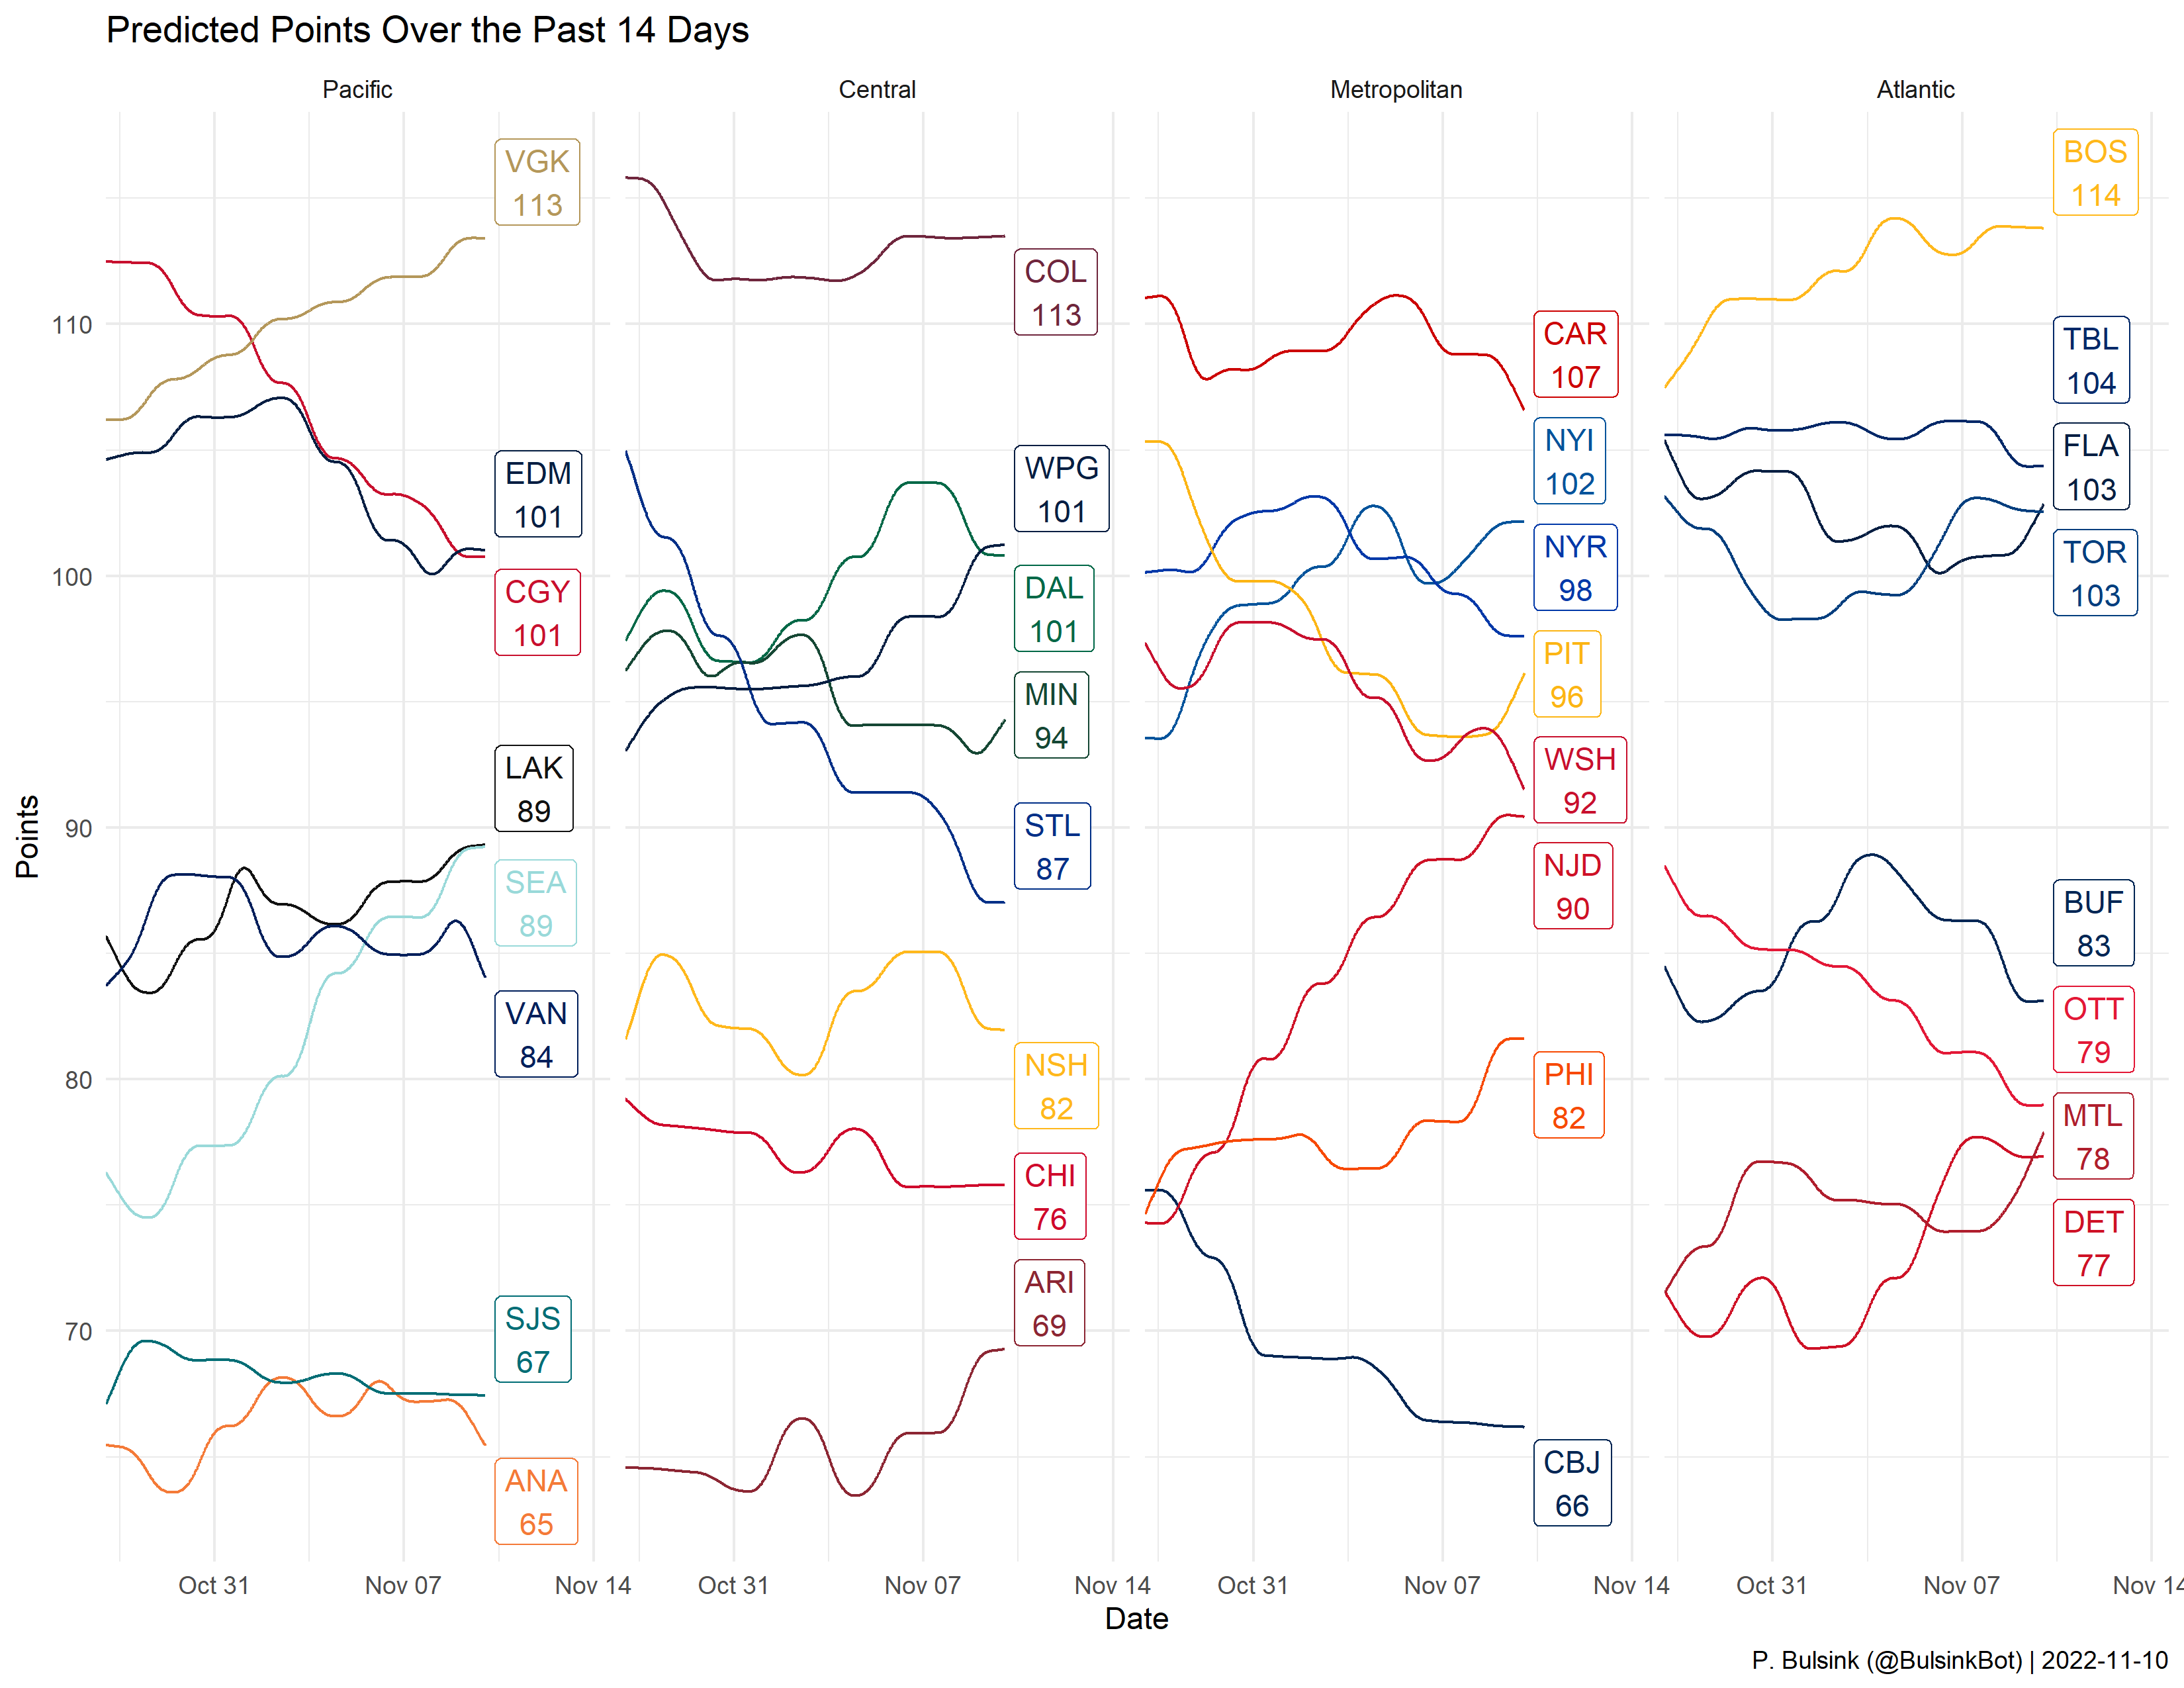 Predicted Points Over the Past 14 Days
Pacific
Central
Metropolitan
Atlantic
Points
110
100
90
80
70
VGK
113
EDM
101
CGY
101
LAK
89
SEA
89
VAN
84
SJS
67
ANA
65
COL
113
WPG
101
DAL
101
MIN
94
STL
87
NSH
82
CHI
76
ARI
69
CAR
107
NYI
102
NYR
98
PIT
96
WSH
92
NJD
90
PHI
82
CBJ
66
BOS
114
TBL
104
FLA
103
TOR
103
BUF
83
OTT
79
MTL
78
DET
77
Oct 31 Nov 07 Nov 14 Oct 31 Nov 07 Nov 14 Oct 31 Nov 07 Nov 14 Oct 31 Nov 07 Nov 14
Date
P. Bulsink (@BulsinkBot) | 2022-11-10